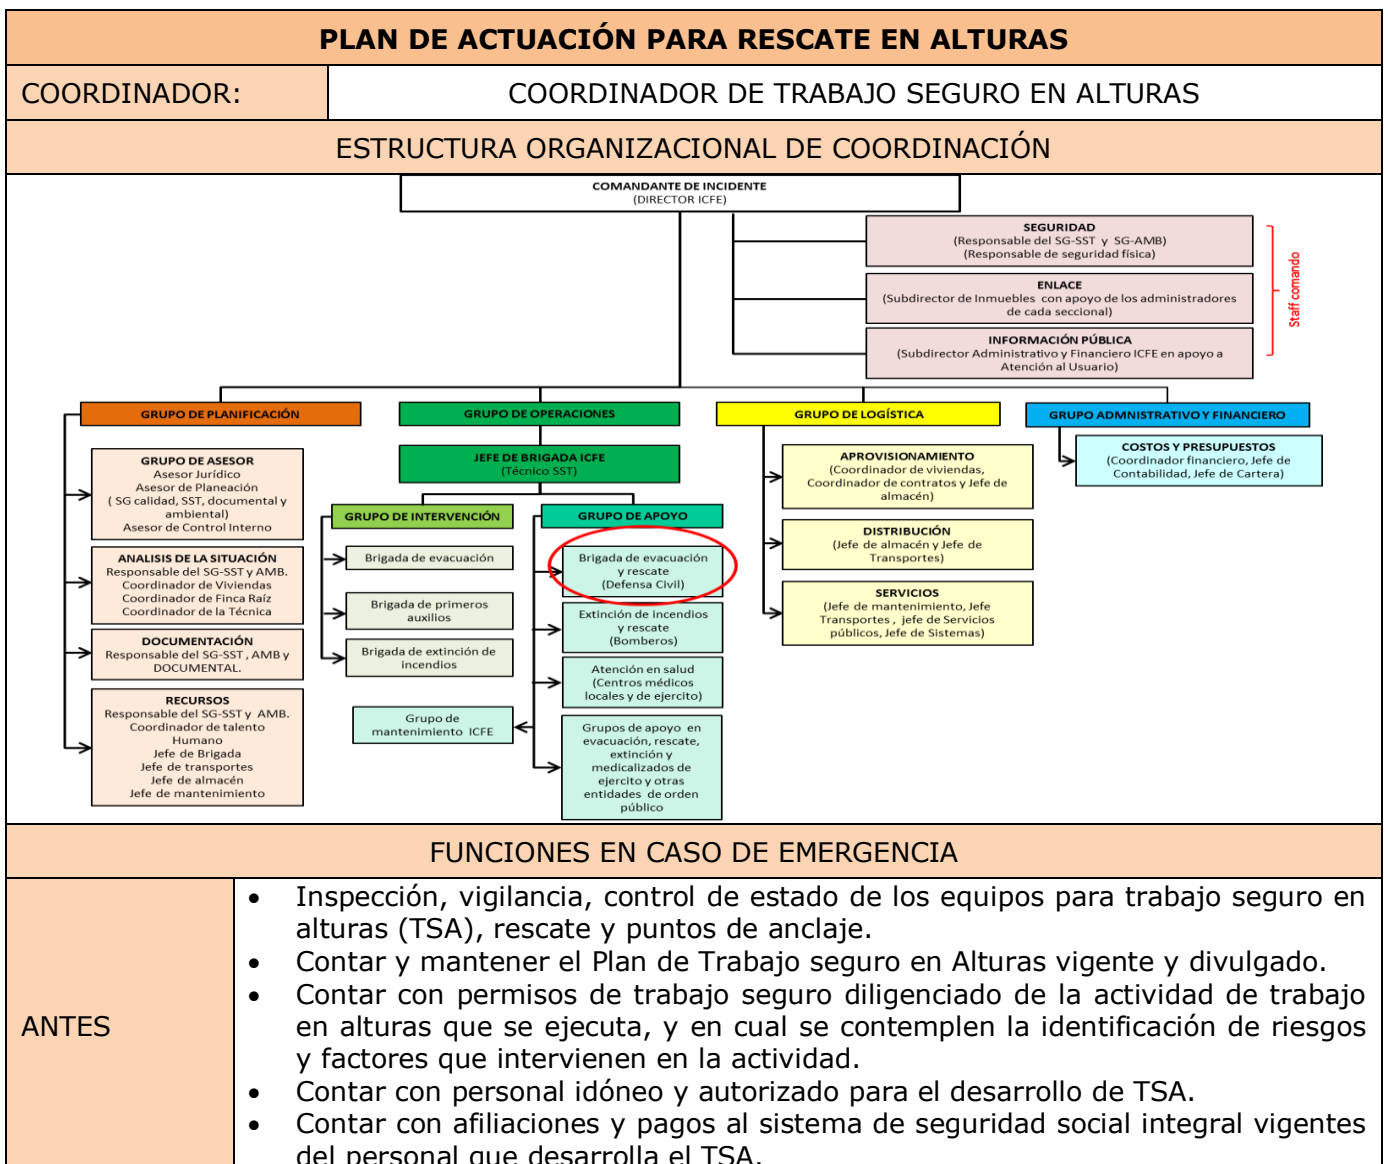 PLAN DE ACTUACIÓN PARA RESCATE EN ALTURAS
COORDINADOR:
COORDINADOR DE TRABAJO SEGURO EN ALTURAS
ESTRUCTURA ORGANIZACIONAL DE COORDINACIÓN
COMANDANTE DE INCIDENTE
(DIRECTOR ICFE)
SEGURIDAD
(Responsable del SG-SST y SG-AMB)
(Responsable de seguridad física)
ENLACE
(Subdirector de Inmuebles con apoyo de los administradores
de cada seccional)
INFORMACIÓN PÚBLICA
(Subdirector Administrativo y Financiero ICFE en apoyo a
Atención al Usuario)
Staff comando
GRUPO DE PLANIFICACIÓN
GRUPO DE ASESOR
Asesor Jurídico
Asesor de Planeación
( SG calidad, SST, documental y
ambiental)
Asesor de Control Interno
ANALISIS DE LA SITUACIÓN
Responsable del SG-SST y AMB.
Coordinador de Viviendas
Coordinador de Finca Raíz
Coordinador de la Técnica
DOCUMENTACIÓN
Responsable del SG-SST , AMB y
DOCUMENTAL.
RECURSOS
Responsable del SG-SST y AMB.
Coordinador de talento
Humano
Jefe de Brigada
Jefe de transportes
Jefe de almacén
Jefe de mantenimiento
GRUPO DE OPERACIONES
JEFE DE BRIGADA ICFE
(Técnico SST)
GRUPO DE INTERVENCIÓN
Brigada de evacuación
Brigada de primeros
auxilios
Brigada de extinción de
incendios
GRUPO DE APOYO
Brigada de evacuación
y rescate
(Defensa Civil)
Extinción de incendios
y rescate
(Bomberos)
Atención en salud
(Centros médicos
locales y de ejercito)
Grupo de
mantenimiento ICFE
Grupos de apoyo en
evacuación, rescate,
extinción y
medicalizados de
ejercito y otras
entidades de orden
público
GRUPO DE LOGÍSTICA
APROVISIONAMIENTO
(Coordinador de viviendas,
Coordinador de contratos y Jefe de
almacén)
DISTRIBUCIÓN
(Jefe de almacén y Jefe de
Transportes)
SERVICIOS
(Jefe de mantenimiento, Jefe
Transportes , jefe de Servicios
públicos, Jefe de Sistemas)
GRUPO ADMNISTRATIVO Y FINANCIERO
COSTOS Y PRESUPUESTOS
(Coordinador financiero, Jefe de
Contabilidad, Jefe de Cartera)
FUNCIONES EN CASO DE EMERGENCIA
ANTES
• Inspección, vigilancia, control de estado de los equipos para trabajo seguro en
alturas (TSA), rescate y puntos de anclaje.
• Contar y mantener el Plan de Trabajo seguro en Alturas vigente y divulgado.
• Contar con permisos de trabajo seguro diligenciado de la actividad de trabajo
en alturas que se ejecuta, y en cual se contemplen la identificación de riesgos
y factores que intervienen en la actividad.
• Contar con personal idóneo y autorizado para el desarrollo de TSA.
• Contar con afiliaciones y pagos al sistema de seguridad social integral vigentes
del personal que desarrolla el TSA.